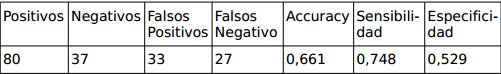 Positivos Negativos Falsos Positivos Falsos Negativo Accuracy Sensibili-dad Especifici-dad
80 37 33 27 0,661 0,748 0,529